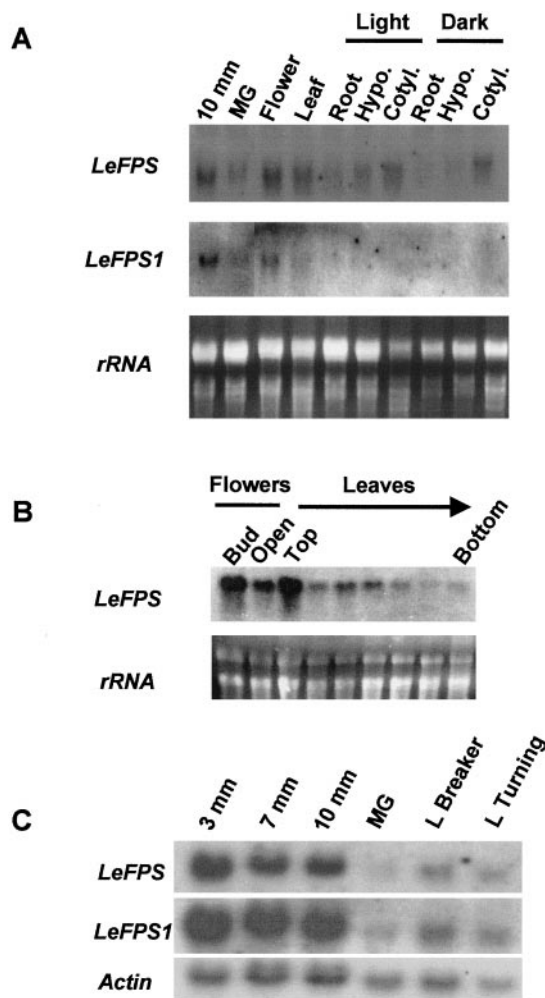 A
Light Dark
10 mm MG Flower Leaf Root Hypo. Cotyl. Root Hypo. Cotyl.
LeFPS
LeFPS1
rRNA
B
Flowers Leaves
Bud Open Top Bottom
LeFPS
rRNA
C
3 mm 7 mm 10 mm MG L Breaker L Turning
LeFPS
LeFPS1
Actin